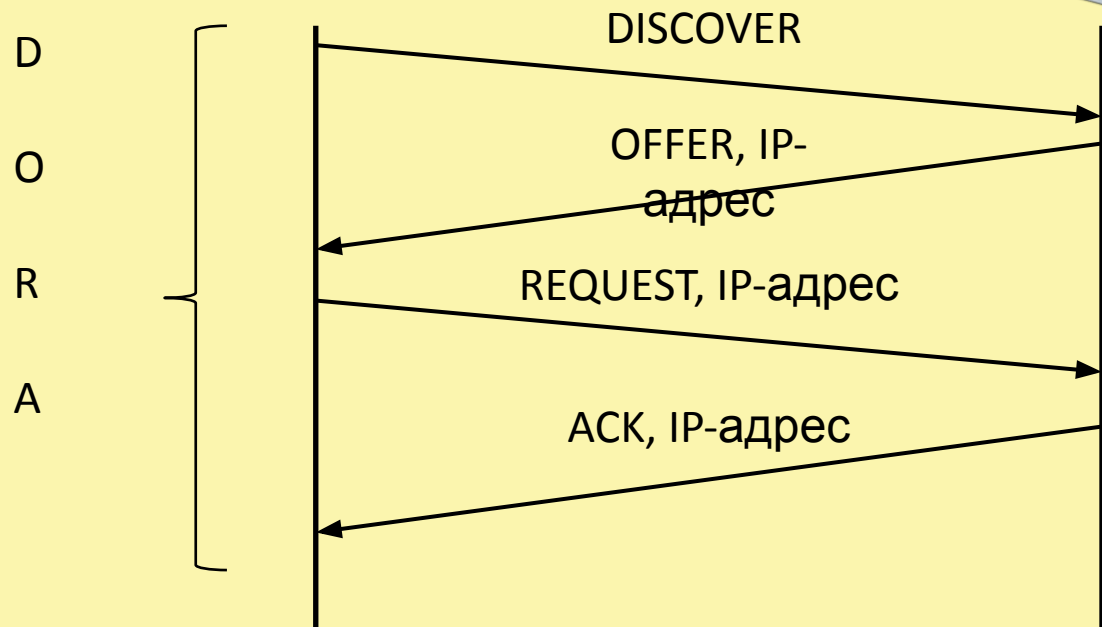 DISCOVER
D
OFFER, IP-
адрес
O
REQUEST, IP-адрес
R
A
ACK, IP-адрес